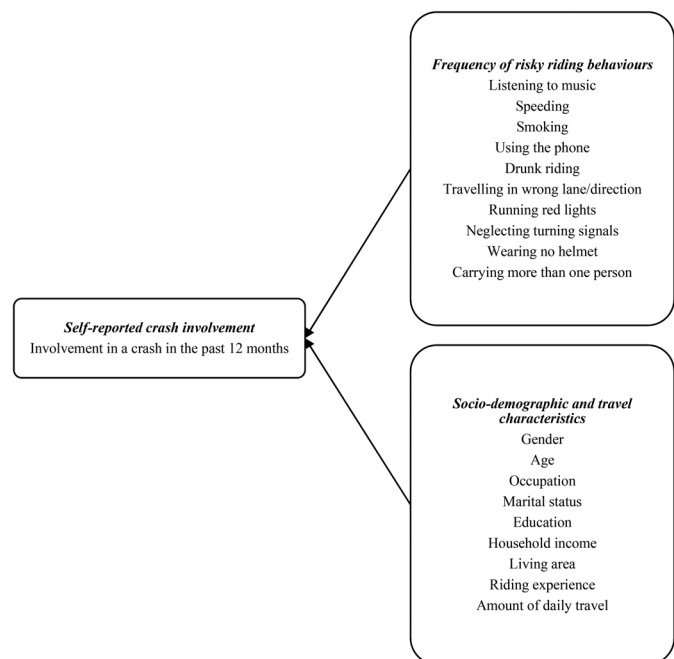 Frequency of risky riding behaviours
Listening to music
Speeding
Smoking
Using the phone
Drunk riding
Travelling in wrong lane/direction
Running red lights
Neglecting turning signals
Wearing no helmet
Carrying more than one person
Self-reported crash involvement
Involvement in a crash in the past 12 months
Socio-demographic and travel
characteristics
Gender
Age
Occupation
Marital status
Education
Household income
Living area
Riding experience
Amount of daily travel